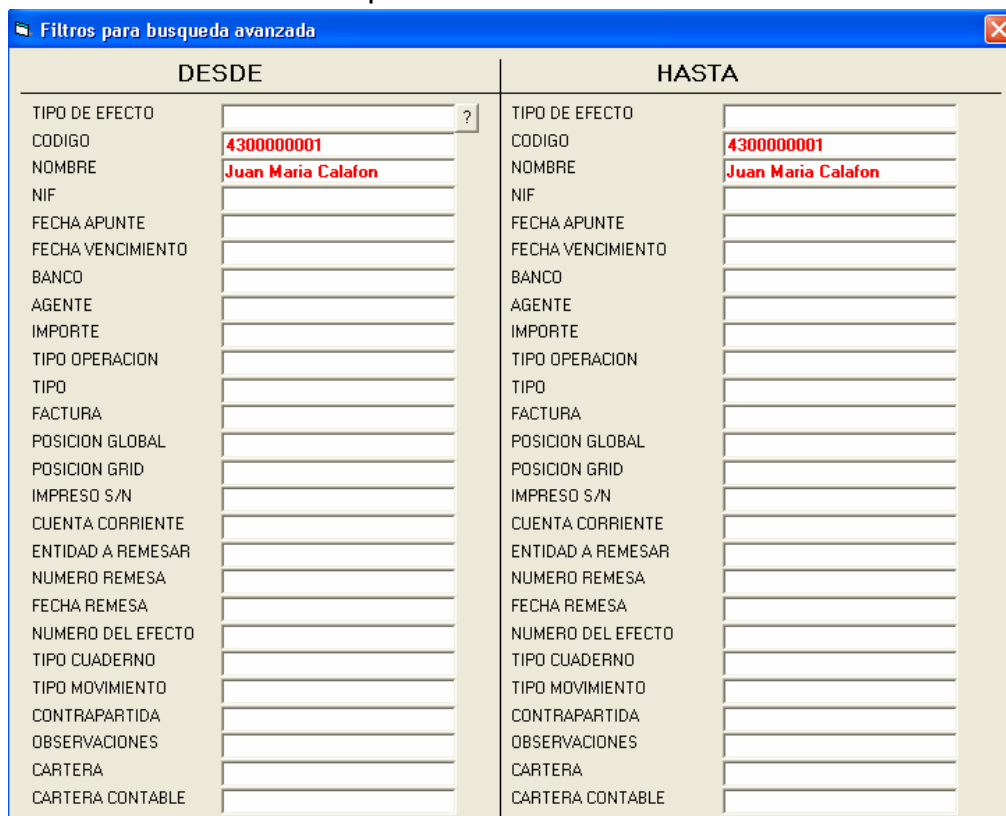 Filtros para busqueda avanzada
DESDE HASTA
TIPO DE EFECTO ? TIPO DE EFECTO
CODIGO 4300000001 CODIGO 4300000001
NOMBRE Juan Maria Calafon NOMBRE Juan Maria Calafon
NIF NIF
FECHA APUNTE FECHA APUNTE
FECHA VENCIMIENTO FECHA VENCIMIENTO
BANCO BANCO
AGENTE AGENTE
IMPORTE IMPORTE
TIPO OPERACION TIPO OPERACION
TIPO TIPO
FACTURA FACTURA
POSICION GLOBAL POSICION GLOBAL
POSICION GRID POSICION GRID
IMPRESO S/N IMPRESO S/N
CUENTA CORRIENTE CUENTA CORRIENTE
ENTIDAD A REMESAR ENTIDAD A REMESAR
NUMERO REMESA NUMERO REMESA
FECHA REMESA FECHA REMESA
NUMERO DEL EFECTO NUMERO DEL EFECTO
TIPO CUADERNO TIPO CUADERNO
TIPO MOVIMIENTO TIPO MOVIMIENTO
CONTRAPARTIDA CONTRAPARTIDA
OBSERVACIONES OBSERVACIONES
CARTERA CARTERA
CARTERA CONTABLE CARTERA CONTABLE